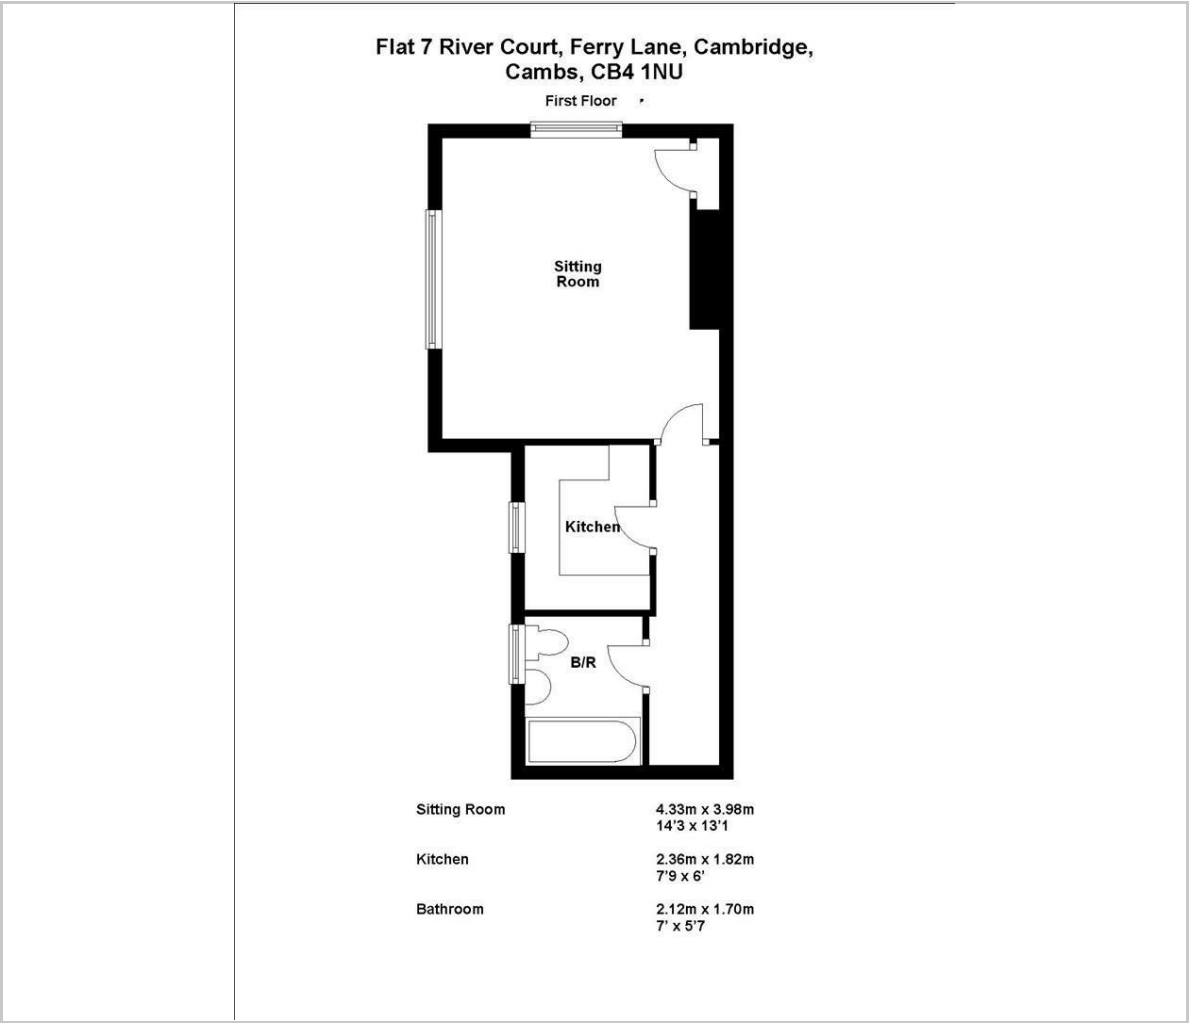 Flat 7 River Court, Ferry Lane, Cambridge,
Cambs, CB4 1NU
First Floor
Sitting
Room
Kitchen
B/R
Sitting Room 4.33m x 3.98m
14'3 x 13'1
Kitchen 2.36m x 1.82m
7'9 x 6'
Bathroom 2.12m x 1.70m
7' x 5'7